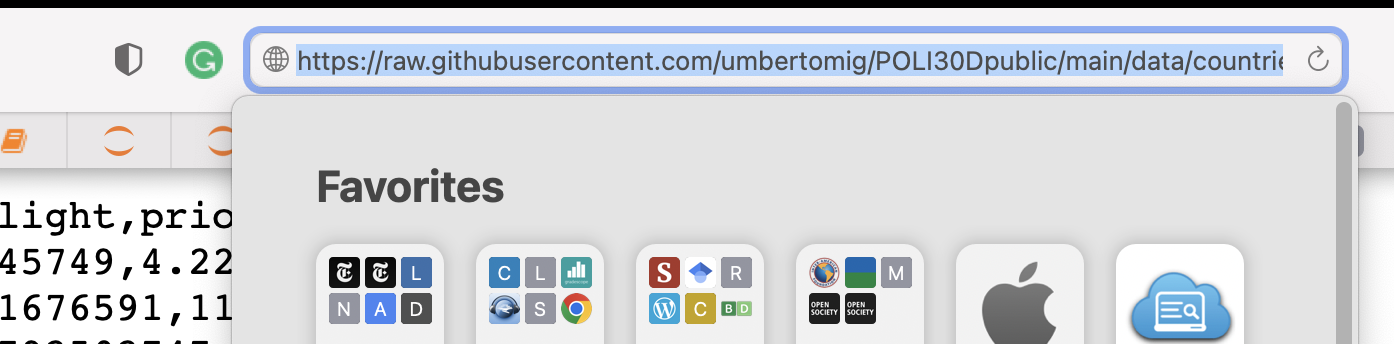 https://raw.githubusercontent.com/umbertomig/POLI30Dpublic/main/data/countrie
Favorites
light,prio
45749,4.22
1676591,11
L
N A D
C L
S
S R
C B D
M
OPEN SOCIETY OPEN SOCIETY